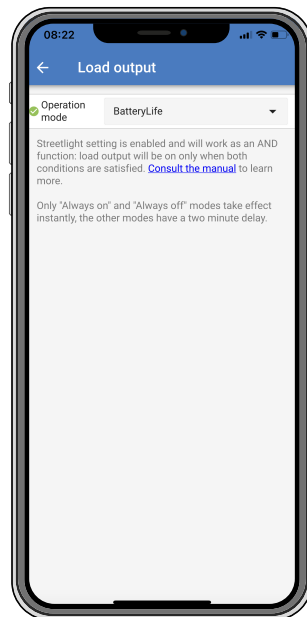 08:22
Load output
Operation
mode
BatteryLife
Streetlight setting is enabled and will work as an AND
function: load output will be on only when both
conditions are satisfied. Consult the manual to learn
more.
Only "Always on" and "Always off" modes take effect
instantly, the other modes have a two minute delay.